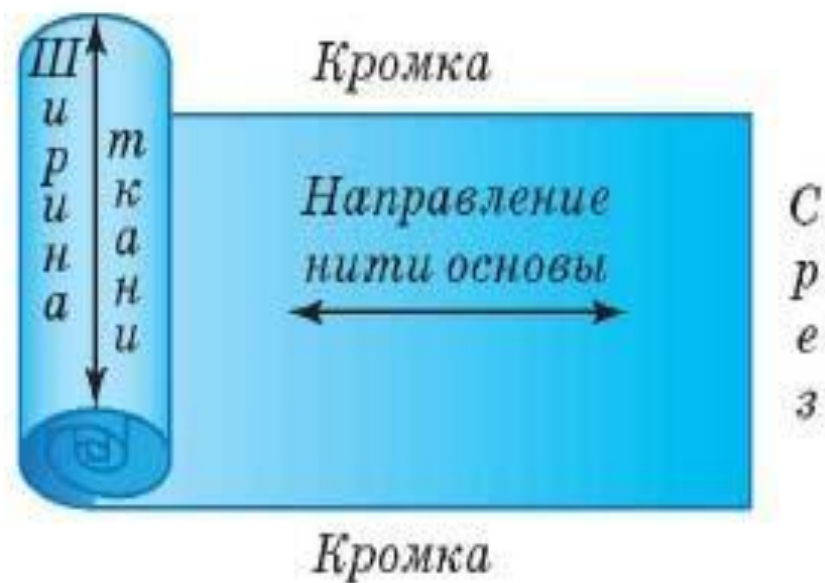 Ширина
ткани
Кромка
Направление
нити основы
Срез
Кромка